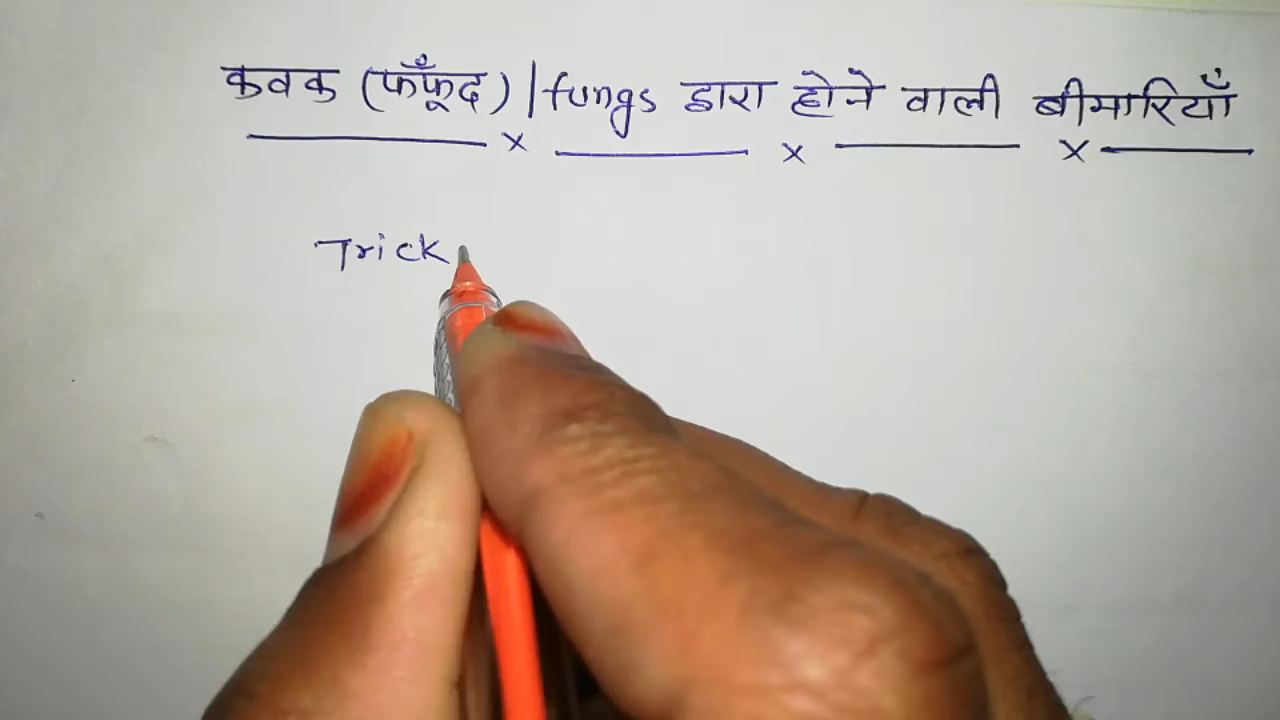 कवक (फँफूद) | fungs द्वारा होने वाली बीमारियाँ
Trick